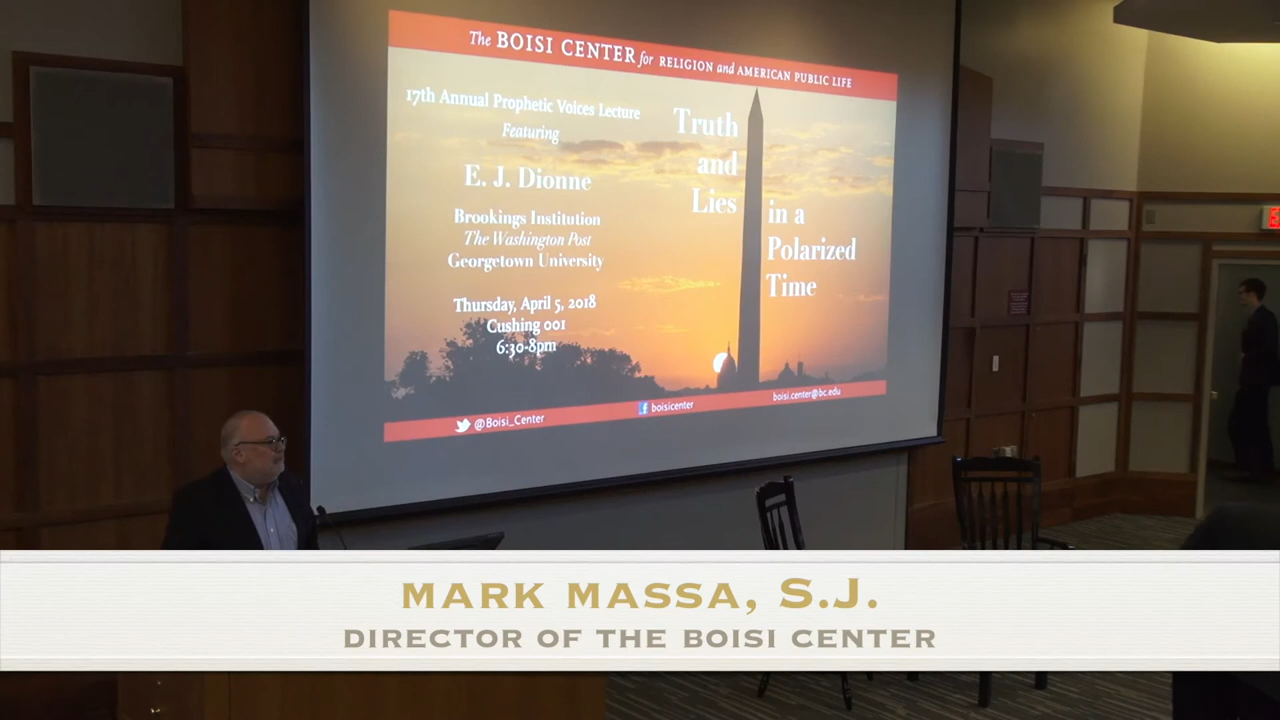 The BOISI CENTER for RELIGION and AMERICAN PUBLIC LIFE
17th Annual Prophetic Voices Lecture
Featuring
E. J. Dionne
Brookings Institution
The Washington Post
Georgetown University
Thursday, April 5, 2018
Cushing 001
6:30-8pm
Truth
and
Lies
in a
Polarized
Time
@Boisi_Center
boisicenter
boisi.center@bc.edu
MARK MASSA, S.J.
DIRECTOR OF THE BOISI CENTER